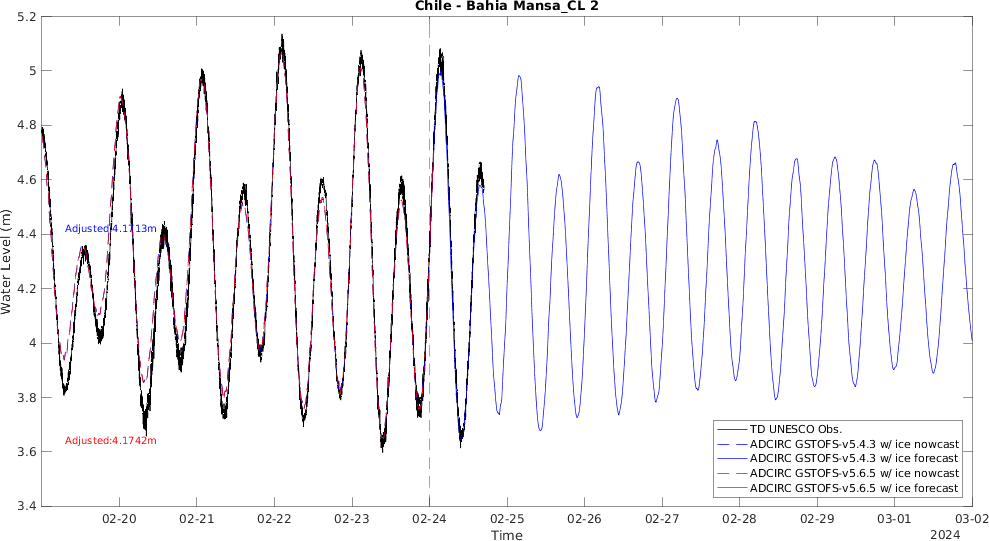 Chile - Bahia Mansa_CL 2
5.2
5
4.8
4.6
4.4
4.2
4
3.8
3.6
3.4
Water Level (m)
Adjusted:4.1713m
Adjusted:4.1742m
TD UNESCO Obs.
ADCIRC GSTOFS-v5.4.3 w/ ice nowcast
ADCIRC GSTOFS-v5.4.3 w/ ice forecast
ADCIRC GSTOFS-v5.6.5 w/ ice nowcast
ADCIRC GSTOFS-v5.6.5 w/ ice forecast
02-20 02-21 02-22 02-23 02-24 02-25 02-26 02-27 02-28 02-29 03-01 03-02
Time
2024